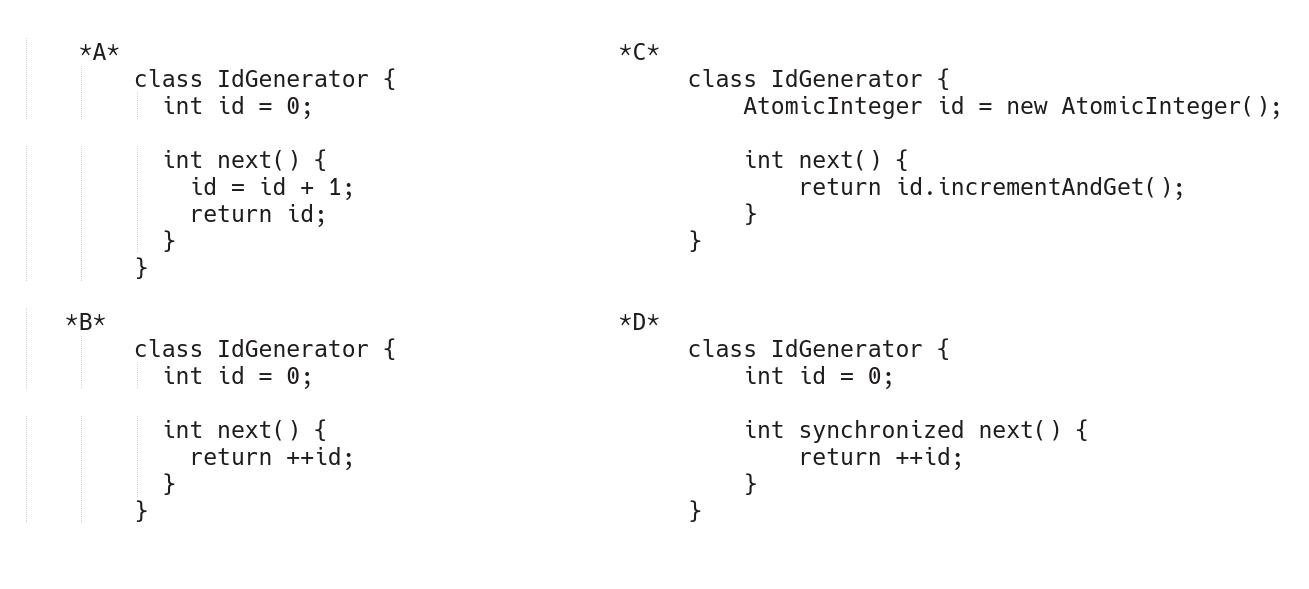 *A*
class IdGenerator {
int id = 0;
int next() {
id = id + 1;
return id;
}
}
*B*
class IdGenerator {
int id = 0;
int next() {
return ++id;
}
}
*C*
class IdGenerator {
AtomicInteger id = new AtomicInteger();
int next() {
return id.incrementAndGet();
}
}
*D*
class IdGenerator {
int id = 0;
int synchronized next() {
return ++id;
}
}